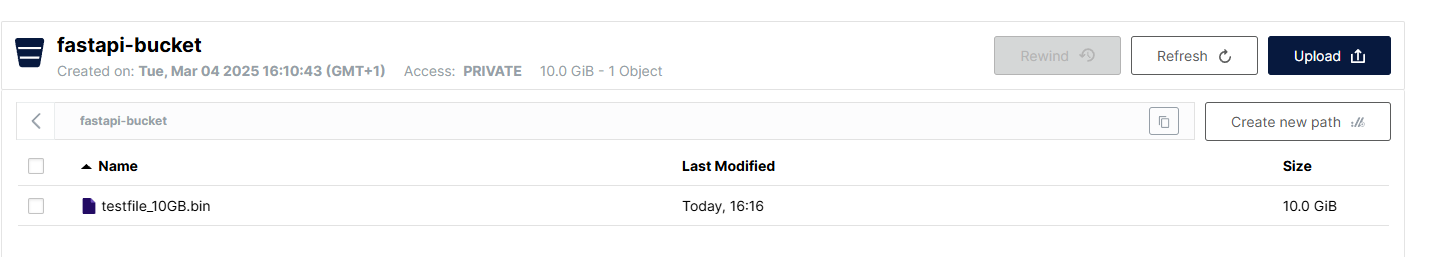 fastapi-bucket
Created on: Tue, Mar 04 2025 16:10:43 (GMT+1) Access: PRIVATE 10.0 GiB - 1 Object
Rewind Refresh Upload
fastapi-bucket
Create new path
Name Last Modified Size
testfile_10GB.bin Today, 16:16 10.0 GiB